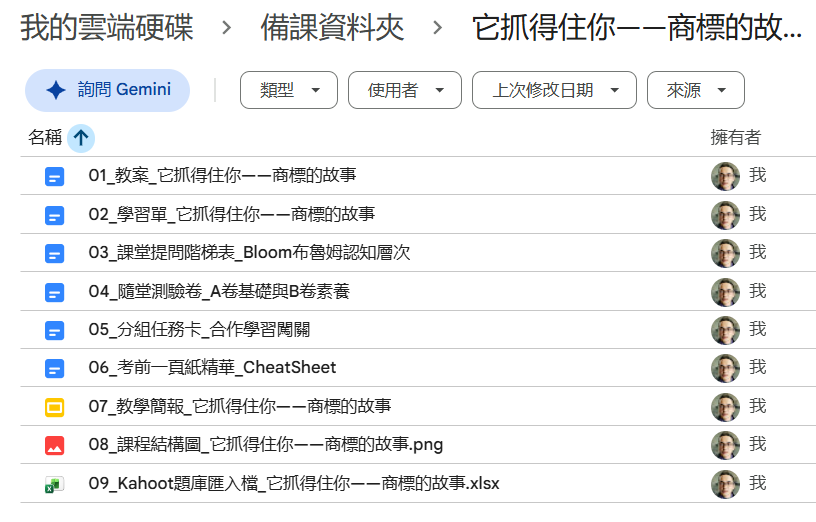 我的雲端硬碟 > 備課資料夾 > 它抓得住你——商標的故...
詢問 Gemini 類型 使用者 上次修改日期 來源
名稱 擁有者
01_教案_它抓得住你——商標的故事 我
02_學習單_它抓得住你——商標的故事 我
03_課堂提問階梯表_Bloom布魯姆認知層次 我
04_隨堂測驗卷_A卷基礎與B卷素養 我
05_分組任務卡_合作學習闖關 我
06_考前一頁紙精華_CheatSheet 我
07_教學簡報_它抓得住你——商標的故事 我
08_課程結構圖_它抓得住你——商標的故事.png 我
09_Kahoot題庫匯入檔_它抓得住你——商標的故事.xlsx 我